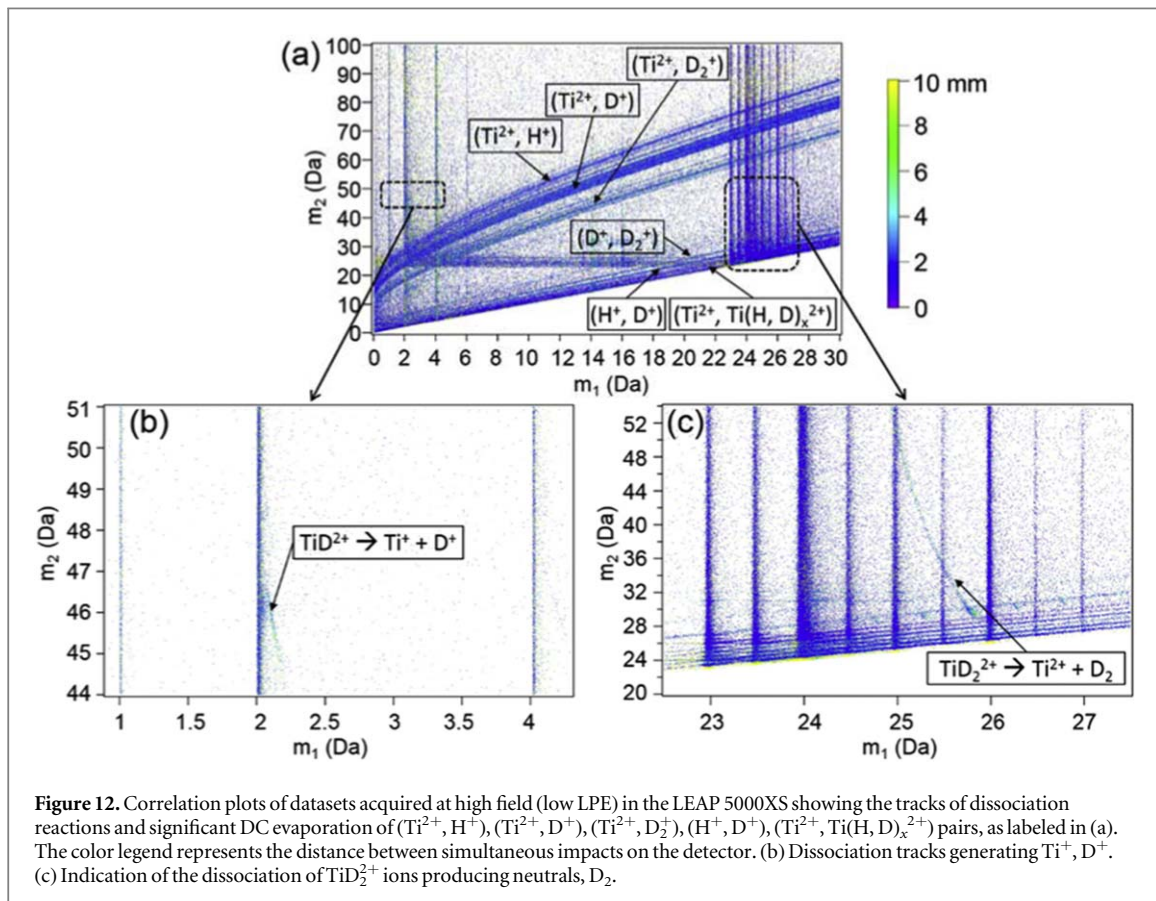 (a)
100
90
80
70
60
50
40
30
20
10
0
m₂ (Da)
(Ti²⁺, D₂⁺)
(Ti²⁺, D⁺)
(Ti²⁺, H⁺)
(D⁺, D₂⁺)
(H⁺, D⁺)
(Ti²⁺, Ti(H, D)ₓ²⁺)
0 2 4 6 8 10 12 14 16 18 20 22 24 26 28 30
m₁ (Da)
10 mm
8
6
4
2
0
(b)
51
50
49
48
47
46
45
44
m₂ (Da)
TiD²⁺ → Ti⁺ + D⁺
1 1.5 2 2.5 3 3.5 4
m₁ (Da)
(c)
52
48
44
40
36
32
28
24
20
m₂ (Da)
TiD₂²⁺ → Ti²⁺ + D₂
23 24 25 26 27
m₁ (Da)
Figure 12. Correlation plots of datasets acquired at high field (low LPE) in the LEAP 5000XS showing the tracks of dissociation
reactions and significant DC evaporation of (Ti²⁺, H⁺), (Ti²⁺, D⁺), (Ti²⁺, D₂⁺), (H⁺, D⁺), (Ti²⁺, Ti(H, D)ₓ²⁺) pairs, as labeled in (a).
The color legend represents the distance between simultaneous impacts on the detector. (b) Dissociation tracks generating Ti⁺, D⁺.
(c) Indication of the dissociation of TiD₂²⁺ ions producing neutrals, D₂.